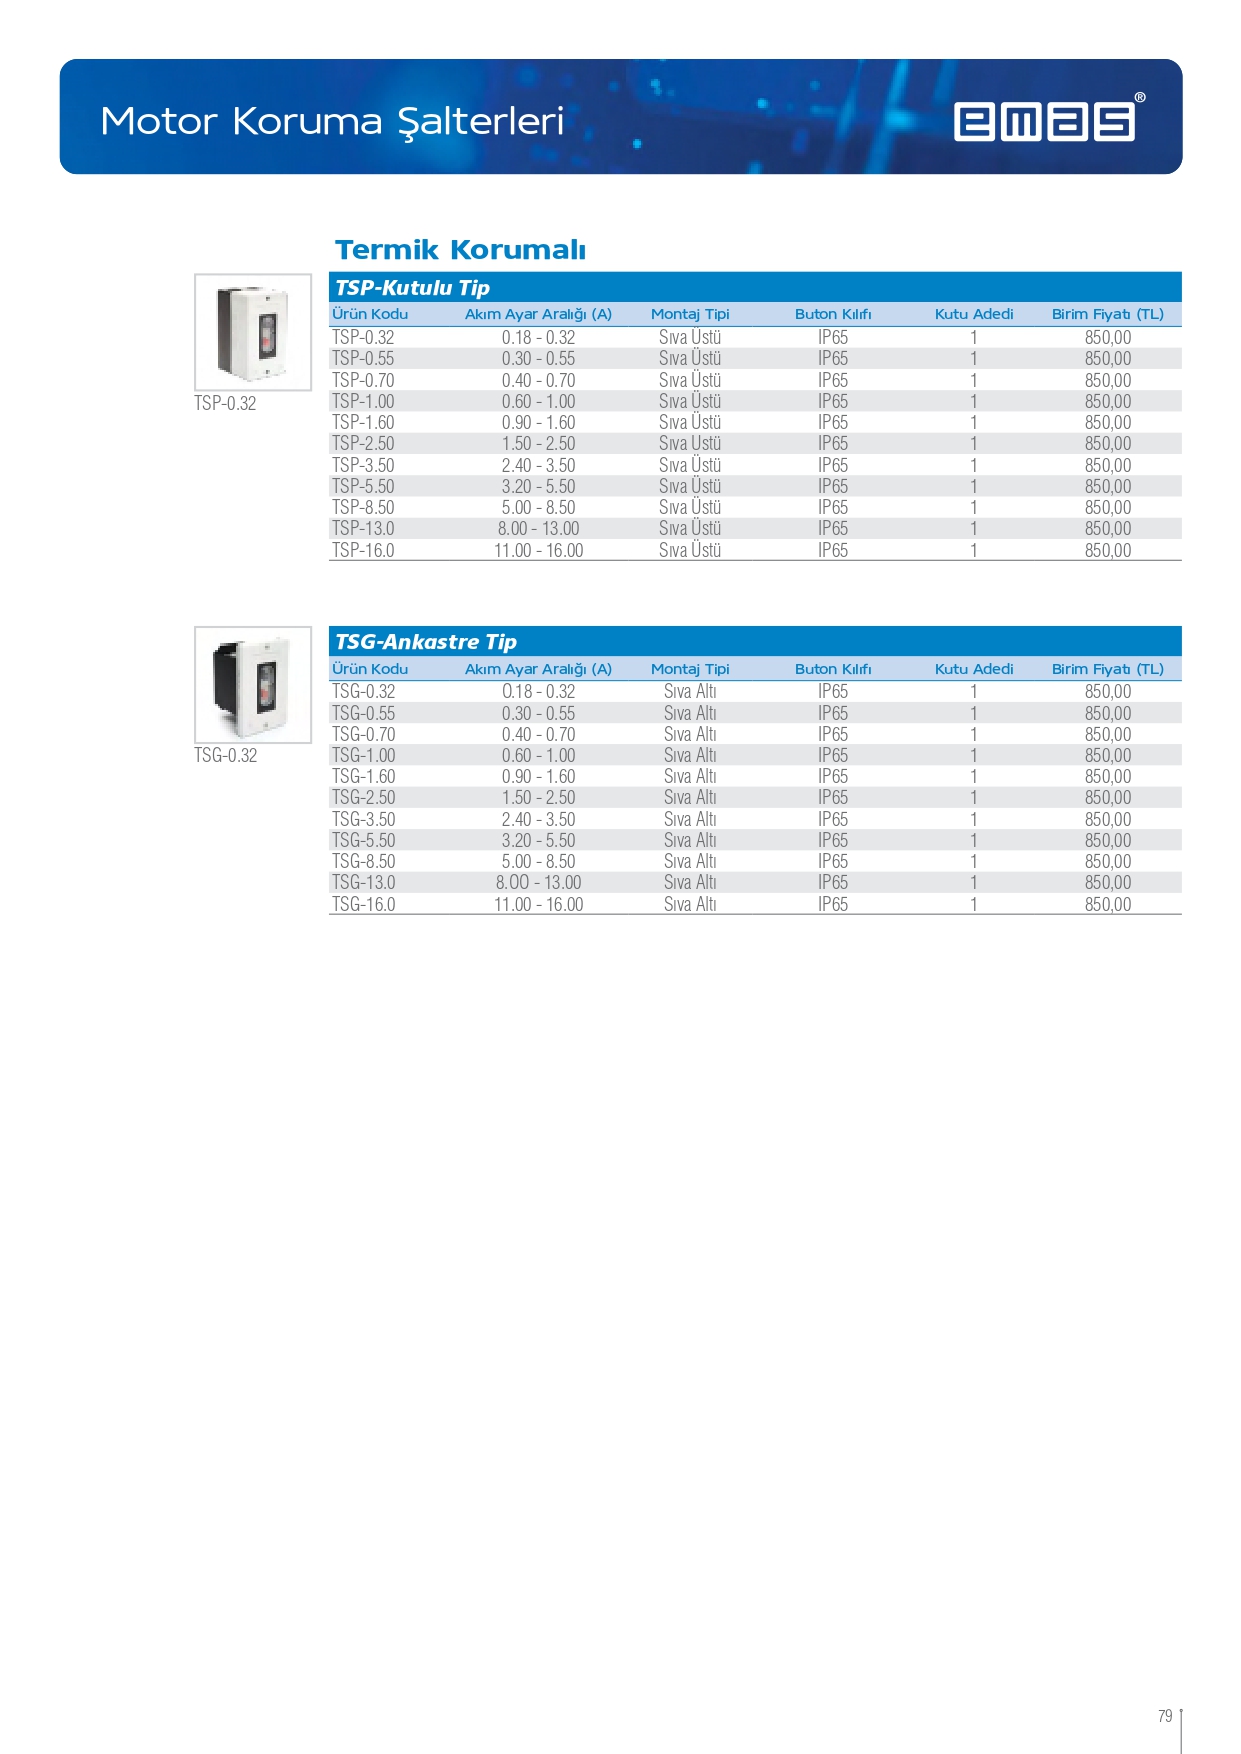 Motor Koruma Şalterleri
emas®
Termik Korumalı
TSP-Kutulu Tip
Ürün Kodu Akım Ayar Aralığı (A) Montaj Tipi Buton Kılıfı Kutu Adedi Birim Fiyatı (TL)
TSP-0.32 0.18 - 0.32 Sıva Üstü IP65 1 850,00
TSP-0.55 0.30 - 0.55 Sıva Üstü IP65 1 850,00
TSP-0.70 0.40 - 0.70 Sıva Üstü IP65 1 850,00
TSP-1.00 0.60 - 1.00 Sıva Üstü IP65 1 850,00
TSP-1.60 0.90 - 1.60 Sıva Üstü IP65 1 850,00
TSP-2.50 1.50 - 2.50 Sıva Üstü IP65 1 850,00
TSP-3.50 2.40 - 3.50 Sıva Üstü IP65 1 850,00
TSP-5.50 3.20 - 5.50 Sıva Üstü IP65 1 850,00
TSP-8.50 5.00 - 8.50 Sıva Üstü IP65 1 850,00
TSP-13.0 8.00 - 13.00 Sıva Üstü IP65 1 850,00
TSP-16.0 11.00 - 16.00 Sıva Üstü IP65 1 850,00
TSP-0.32
TSG-Ankastre Tip
Ürün Kodu Akım Ayar Aralığı (A) Montaj Tipi Buton Kılıfı Kutu Adedi Birim Fiyatı (TL)
TSG-0.32 0.18 - 0.32 Sıva Altı IP65 1 850,00
TSG-0.55 0.30 - 0.55 Sıva Altı IP65 1 850,00
TSG-0.70 0.40 - 0.70 Sıva Altı IP65 1 850,00
TSG-1.00 0.60 - 1.00 Sıva Altı IP65 1 850,00
TSG-1.60 0.90 - 1.60 Sıva Altı IP65 1 850,00
TSG-2.50 1.50 - 2.50 Sıva Altı IP65 1 850,00
TSG-3.50 2.40 - 3.50 Sıva Altı IP65 1 850,00
TSG-5.50 3.20 - 5.50 Sıva Altı IP65 1 850,00
TSG-8.50 5.00 - 8.50 Sıva Altı IP65 1 850,00
TSG-13.0 8.00 - 13.00 Sıva Altı IP65 1 850,00
TSG-16.0 11.00 - 16.00 Sıva Altı IP65 1 850,00
TSG-0.32
79